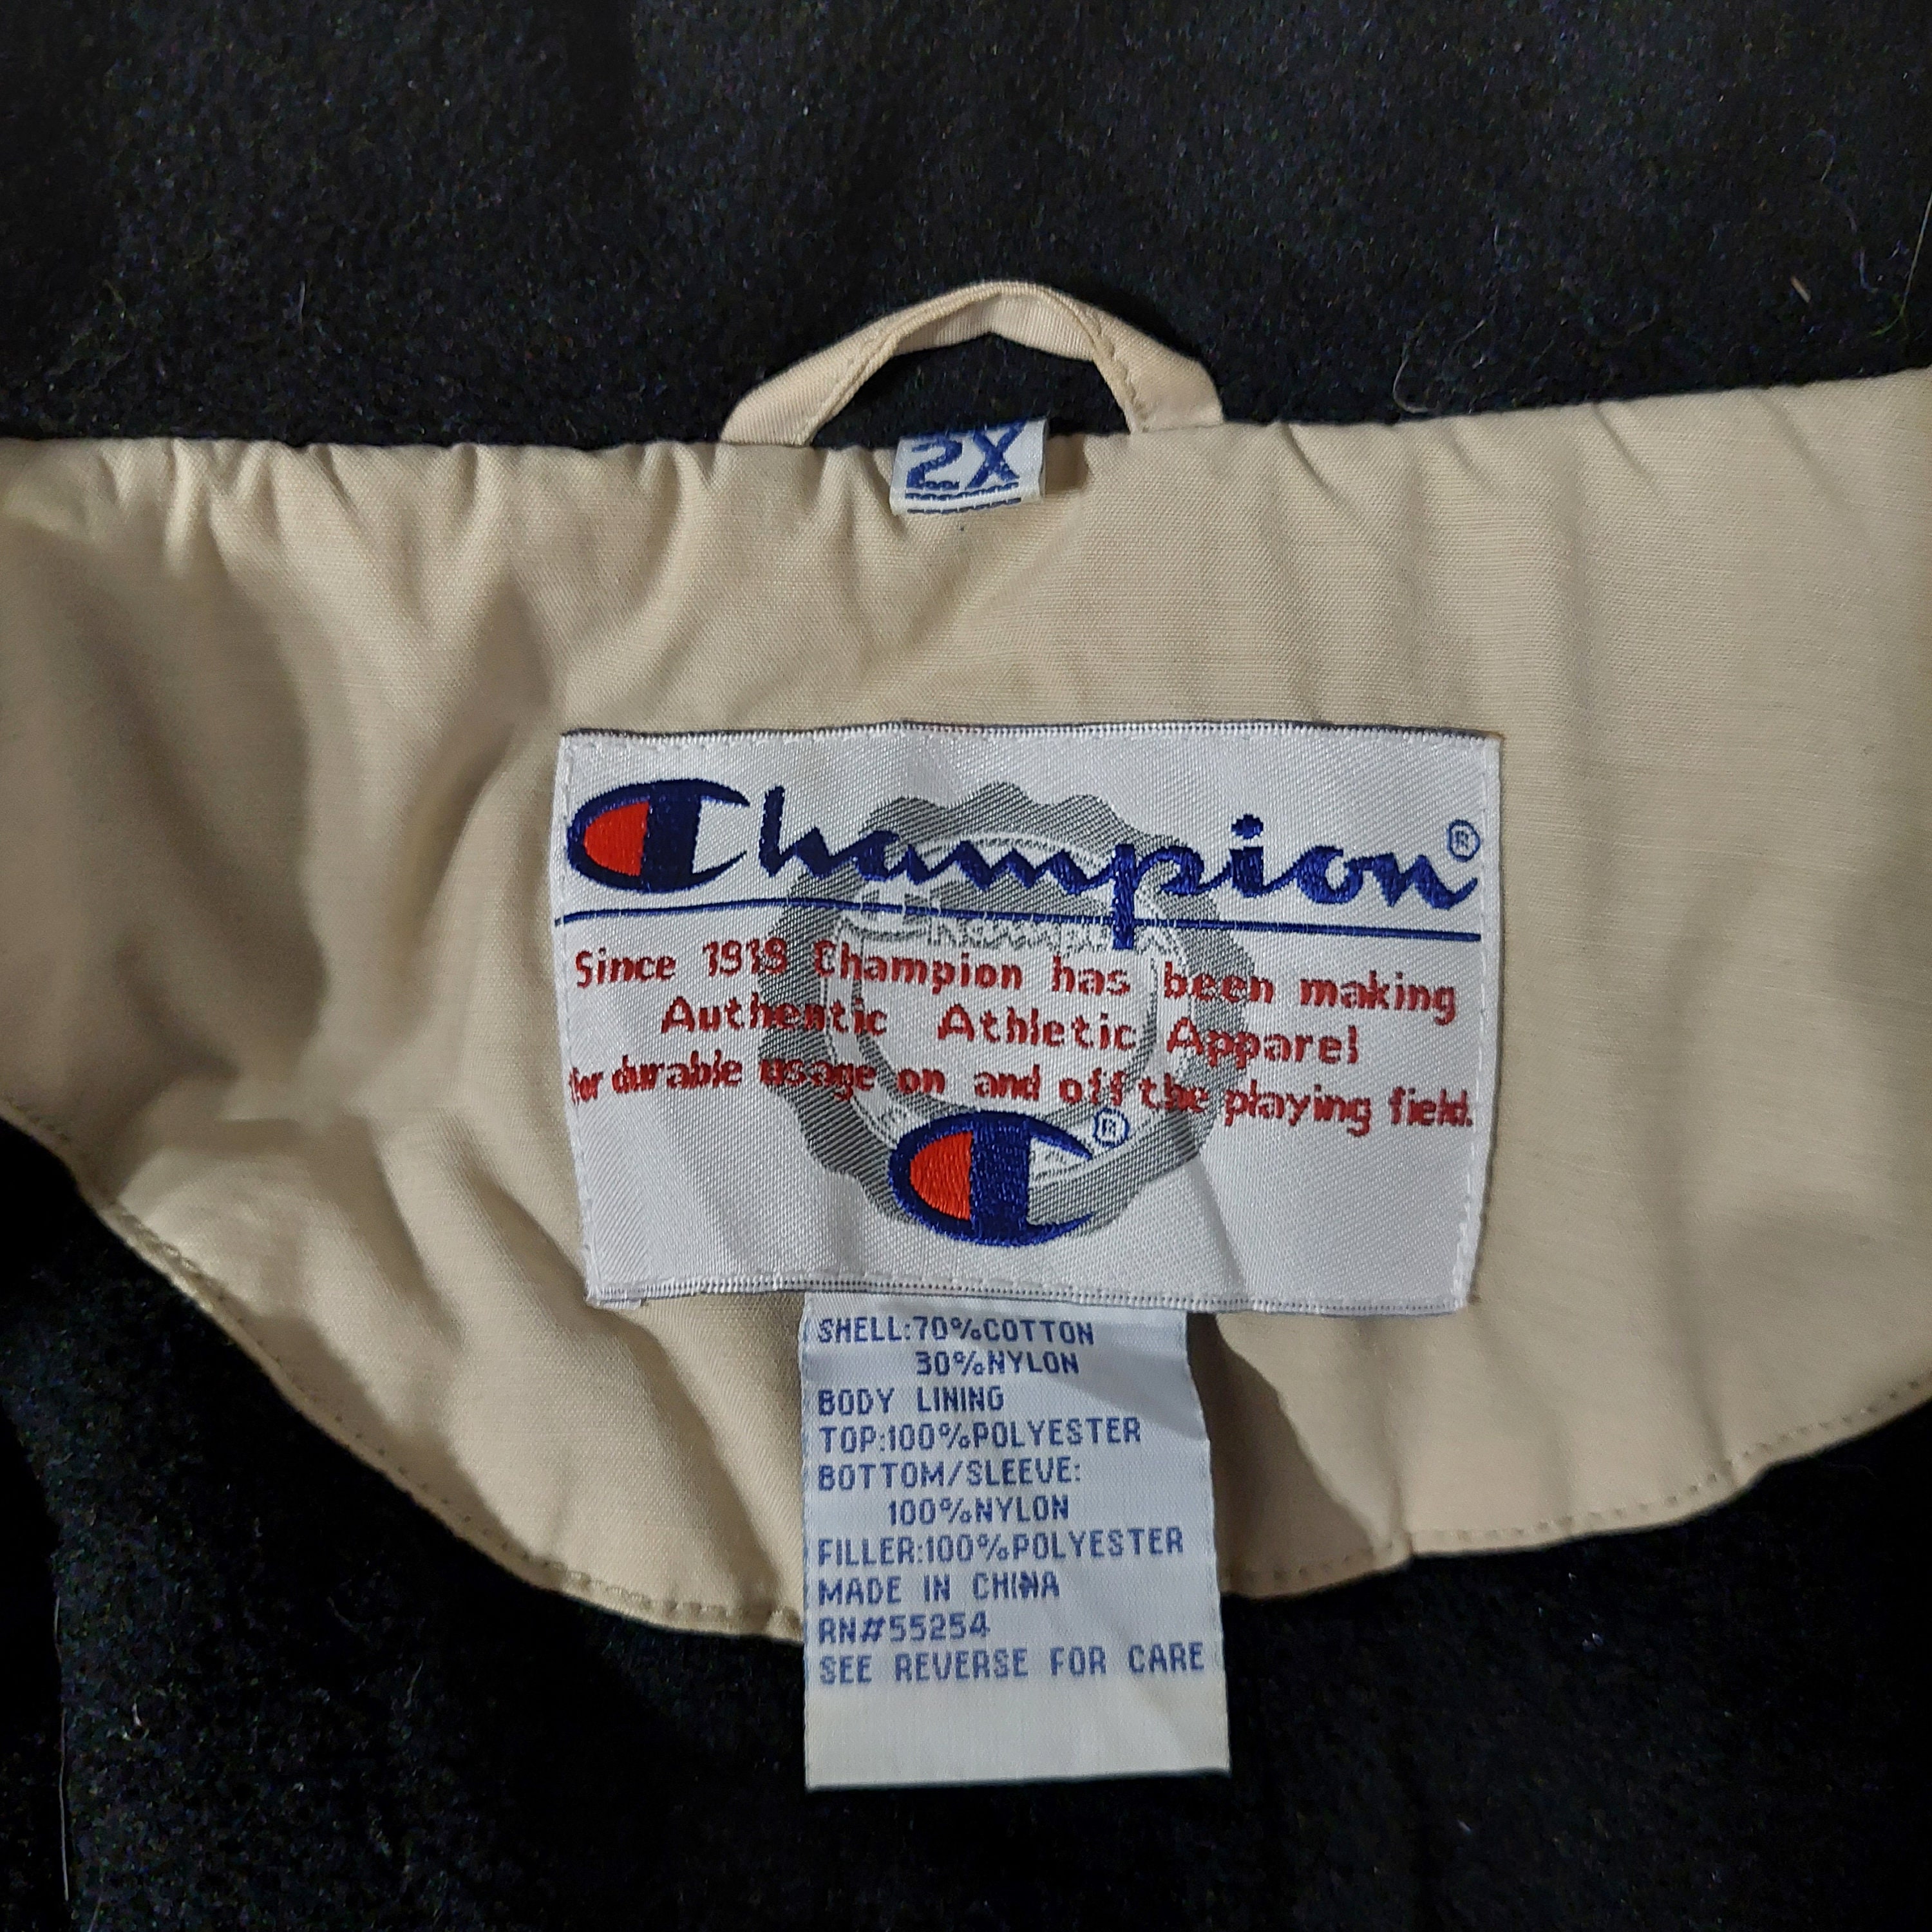 2X
Champion®
Champion
Since 1919 Champion has been making
Authentic Athletic Apparel
for durable usage on and off the playing field.
®
SHELL:70%COTTON
30%NYLON
BODY LINING
TOP:100%POLYESTER
BOTTOM/SLEEVE:
100%NYLON
FILLER:100%POLYESTER
MADE IN CHINA
RN#55254
SEE REVERSE FOR CARE